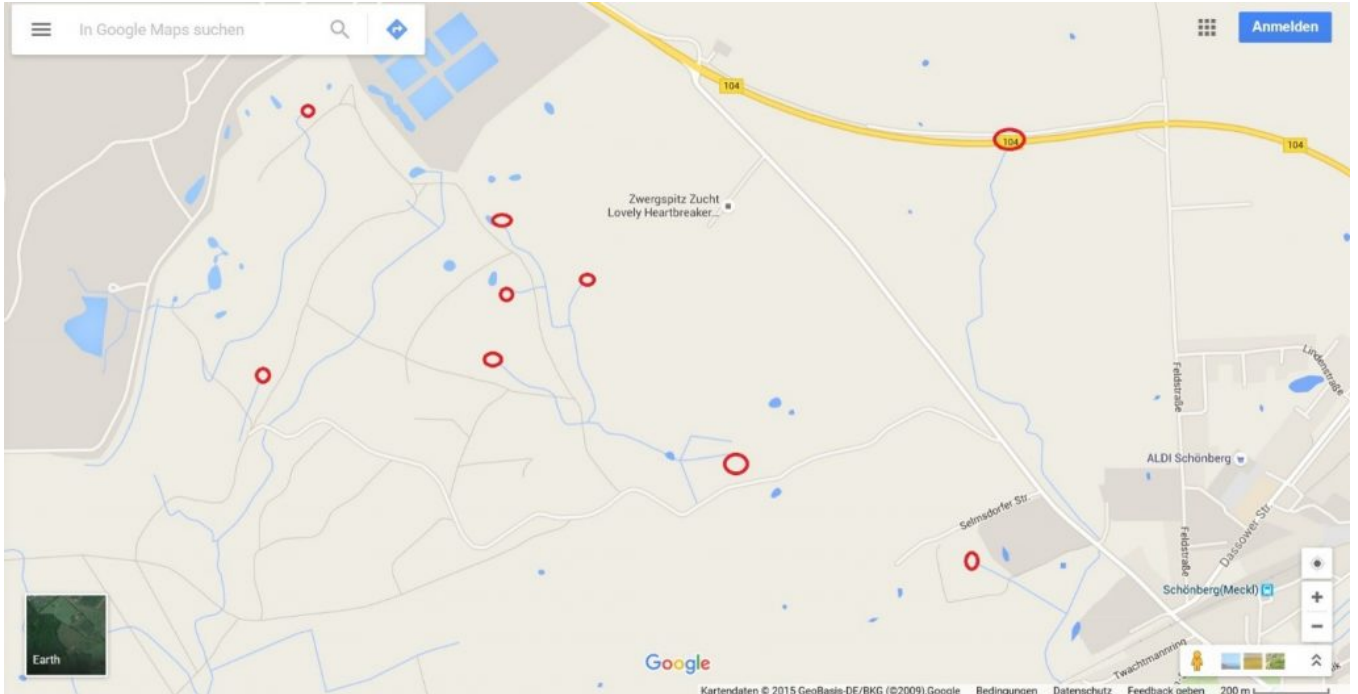 In Google Maps suchen
Anmelden
104
104
104
Zwergspitz Zucht
Lovely Heartbreaker...
Lindenstraße
Feldstraße
ALDI Schönberg
Selmsdorfer Str.
Dassower Str.
Feldstraße
Schönberg(Meckl)
Twachtmannring
Earth
Google
Kartendaten © 2015 GeoBasis-DE/BKG (©2009),Google Bedingungen Datenschutz Feedback geben 200 m